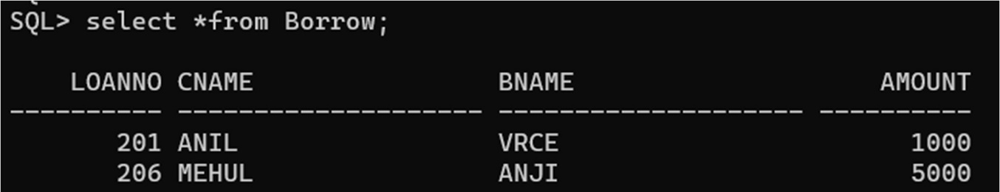 SQL> select *from Borrow;
LOANNO CNAME BNAME AMOUNT
---------- -------------------- -------------------- ----------
201 ANIL VRCE 1000
206 MEHUL ANJI 5000